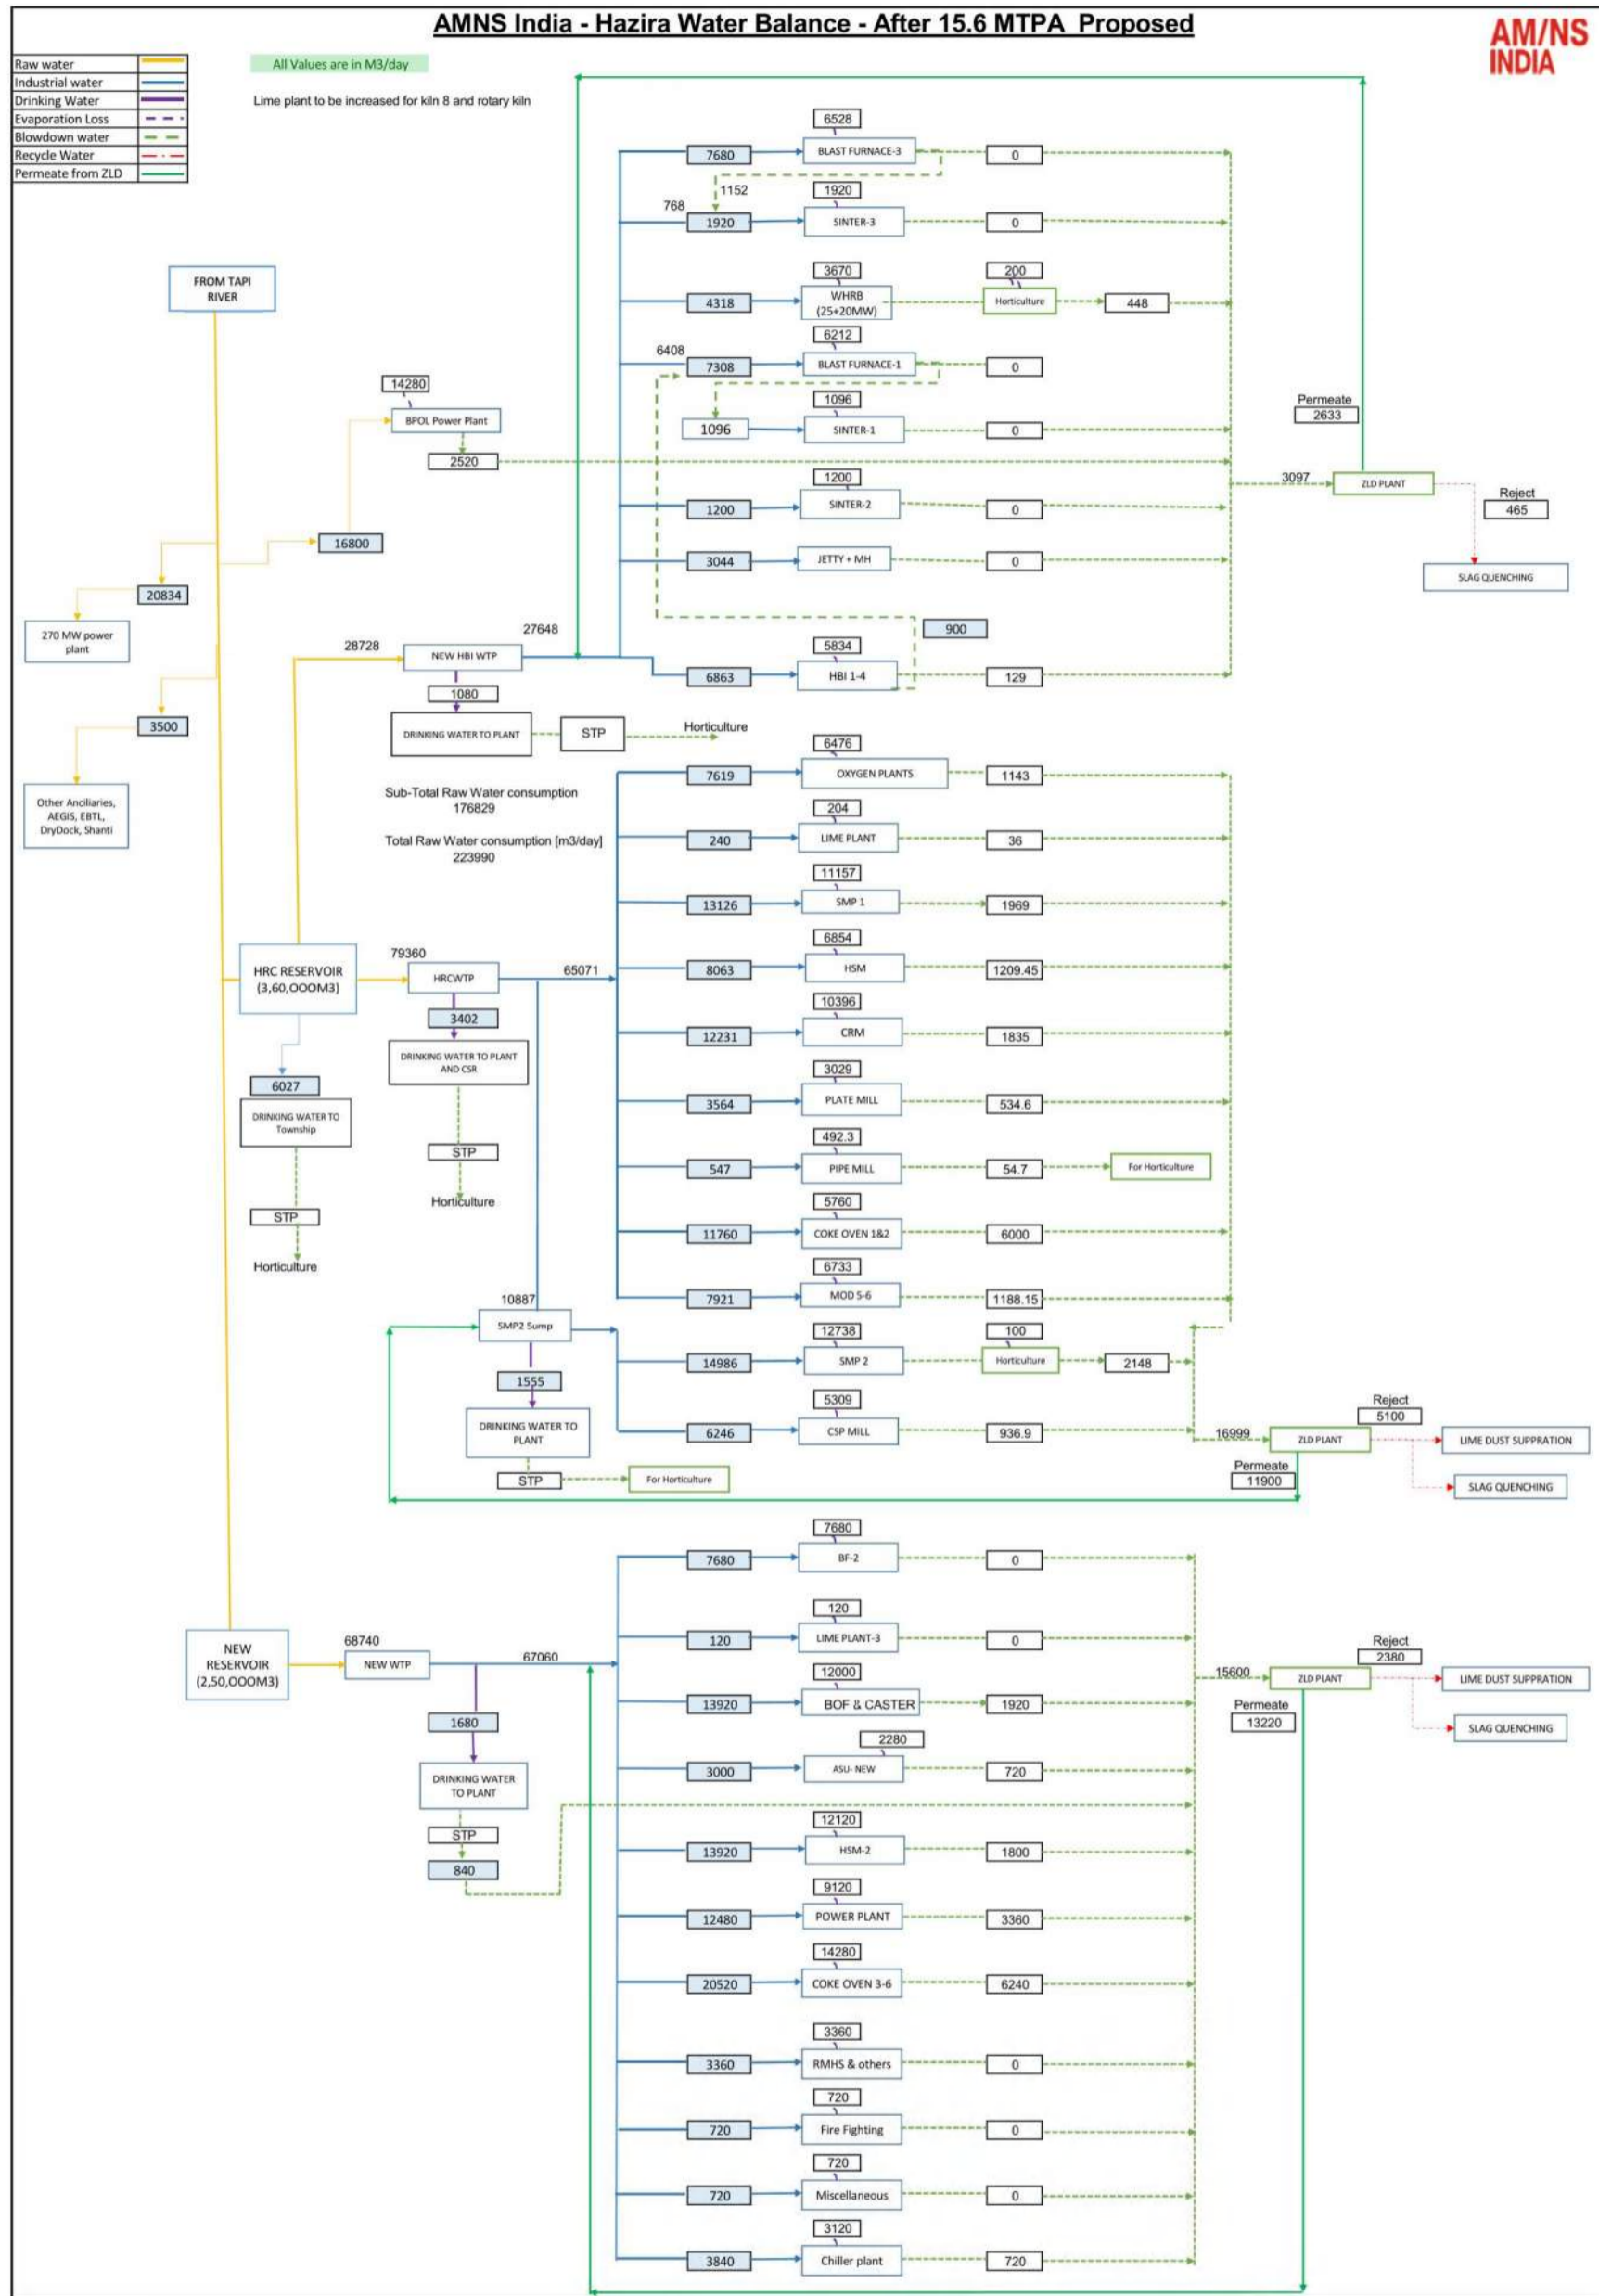 AMNS India - Hazira Water Balance - After 15.6 MTPA Proposed
AM/NS
INDIA
Raw water
Industrial water
Drinking Water
Evaporation Loss
Blowdown water
Recycle Water
Permeate from ZLD
All Values are in M3/day
Lime plant to be increased for kiln 8 and rotary kiln
FROM TAPI
RIVER
14280
BPOL Power Plant
2520
16800
20834
270 MW power
plant
3500
Other Anciliaries,
AEGIS, EBTL,
DryDock, Shanti
28728
NEW HBI WTP
27648
1080
DRINKING WATER TO PLANT
STP
Horticulture
6528
7680
BLAST FURNACE-3
0
1152
768
1920
1920
SINTER-3
0
3670
200
4318
WHRB
(25+20MW)
Horticulture
448
6212
6408
7308
BLAST FURNACE-1
0
1096
1096
SINTER-1
0
1200
1200
SINTER-2
0
3044
JETTY + MH
0
900
5834
6863
HBI 1-4
129
Permeate
2633
3097
ZLD PLANT
Reject
465
SLAG QUENCHING
Sub-Total Raw Water consumption
176829
Total Raw Water consumption [m3/day]
223990
HRC RESERVOIR
(3,60,OOOM3)
79360
HRCWTP
65071
3402
DRINKING WATER TO PLANT
AND CSR
STP
Horticulture
6027
DRINKING WATER TO
Township
STP
Horticulture
6476
7619
OXYGEN PLANTS
1143
204
240
LIME PLANT
36
11157
13126
SMP 1
1969
6854
8063
HSM
1209.45
10396
12231
CRM
1835
3029
3564
PLATE MILL
534.6
492.3
547
PIPE MILL
54.7
For Horticulture
5760
11760
COKE OVEN 1&2
6000
6733
7921
MOD 5-6
1188.15
10887
SMP2 Sump
1555
DRINKING WATER TO
PLANT
STP
For Horticulture
12738
100
14986
SMP 2
Horticulture
2148
5309
6246
CSP MILL
936.9
16999
ZLD PLANT
Reject
5100
LIME DUST SUPPRATION
SLAG QUENCHING
Permeate
11900
NEW
RESERVOIR
(2,50,OOOM3)
68740
NEW WTP
67060
1680
DRINKING WATER
TO PLANT
STP
840
7680
7680
BF-2
0
120
120
LIME PLANT-3
0
12000
13920
BOF & CASTER
1920
2280
3000
ASU- NEW
720
12120
13920
HSM-2
1800
9120
12480
POWER PLANT
3360
14280
20520
COKE OVEN 3-6
6240
3360
3360
RMHS & others
0
720
720
Fire Fighting
0
720
720
Miscellaneous
0
3120
3840
Chiller plant
720
15600
ZLD PLANT
Reject
2380
LIME DUST SUPPRATION
SLAG QUENCHING
Permeate
13220